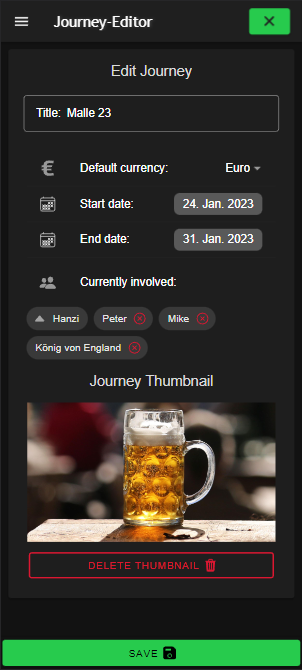 Journey-Editor
Edit Journey
Title: Malle 23
Default currency: Euro
Start date: 24. Jan. 2023
End date: 31. Jan. 2023
Currently involved:
Hanzi Peter Mike
König von England
Journey Thumbnail
DELETE THUMBNAIL
SAVE